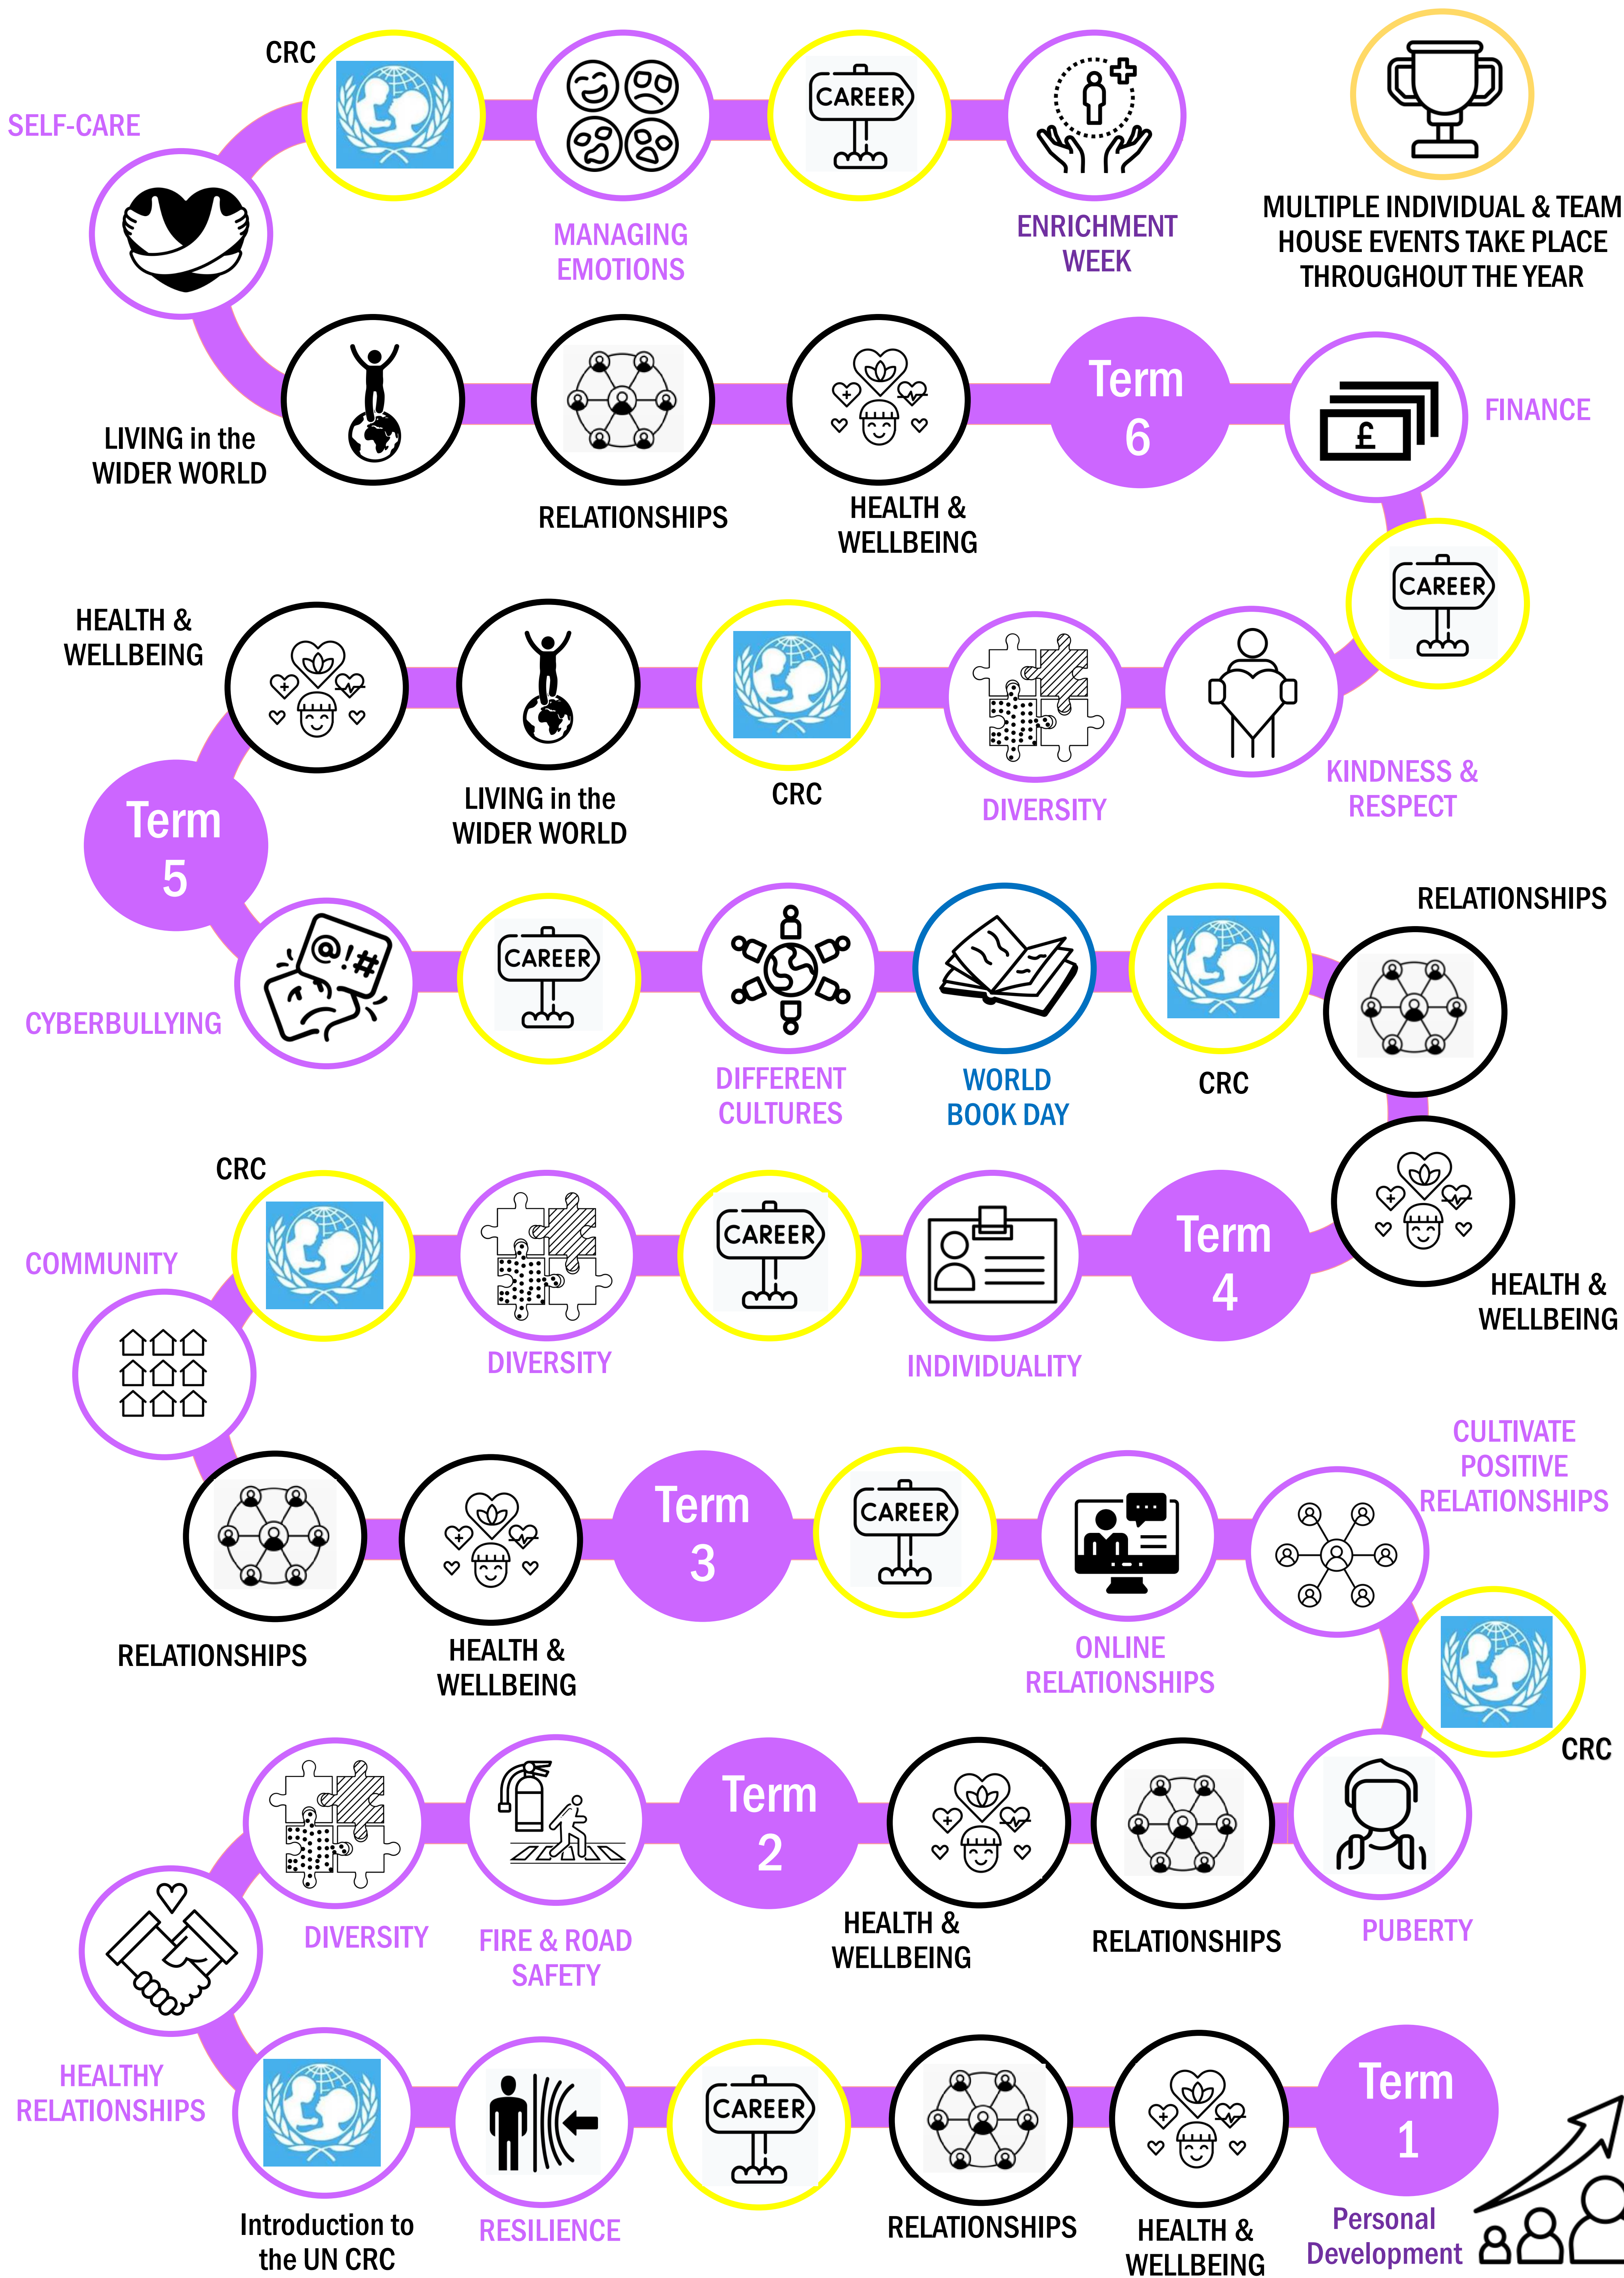 CRC
SELF-CARE
CAREER
MANAGING
EMOTIONS
ENRICHMENT
WEEK
MULTIPLE INDIVIDUAL & TEAM
HOUSE EVENTS TAKE PLACE
THROUGHOUT THE YEAR
Term
6
£
FINANCE
LIVING in the
WIDER WORLD
RELATIONSHIPS
HEALTH &
WELLBEING
CAREER
HEALTH &
WELLBEING
LIVING in the
WIDER WORLD
CRC
DIVERSITY
KINDNESS &
RESPECT
Term
5
RELATIONSHIPS
@!#
CAREER
CYBERBULLYING
DIFFERENT
CULTURES
WORLD
BOOK DAY
CRC
CRC
COMMUNITY
CAREER
Term
4
DIVERSITY
INDIVIDUALITY
HEALTH &
WELLBEING
CULTIVATE
POSITIVE
RELATIONSHIPS
Term
3
CAREER
RELATIONSHIPS
HEALTH &
WELLBEING
ONLINE
RELATIONSHIPS
CRC
Term
2
DIVERSITY
FIRE & ROAD
SAFETY
HEALTH &
WELLBEING
RELATIONSHIPS
PUBERTY
HEALTHY
RELATIONSHIPS
CAREER
Term
1
Introduction to
the UN CRC
RESILIENCE
RELATIONSHIPS
HEALTH &
WELLBEING
Personal
Development